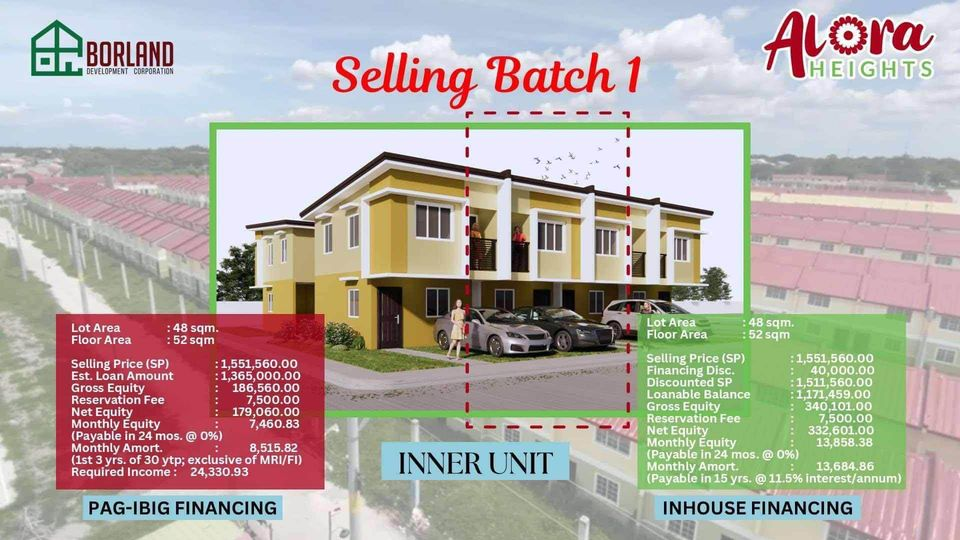 BORLAND
DEVELOPMENT CORPORATION
Alora
HEIGHTS
Selling Batch 1
Lot Area : 48 sqm.
Floor Area : 52 sqm
Selling Price (SP) : 1,551,560.00
Est. Loan Amount : 1,365,000.00
Gross Equity : 186,560.00
Reservation Fee : 7,500.00
Net Equity : 179,060.00
Monthly Equity : 7,460.83
(Payable in 24 mos. @ 0%)
Monthly Amort. : 8,515.82
(1st 3 yrs. of 30 ytp; exclusive of MRI/FI)
Required Income : 24,330.93
PAG-IBIG FINANCING
INNER UNIT
Lot Area : 48 sqm.
Floor Area : 52 sqm
Selling Price (SP) : 1,551,560.00
Financing Disc. : 40,000.00
Discounted SP : 1,511,560.00
Loanable Balance : 1,171,459.00
Gross Equity : 340,101.00
Reservation Fee : 7,500.00
Net Equity : 332,601.00
Monthly Equity : 13,858.38
(Payable in 24 mos. @ 0%)
Monthly Amort. : 13,684.86
(Payable in 15 yrs. @ 11.5% interest/annum)
INHOUSE FINANCING